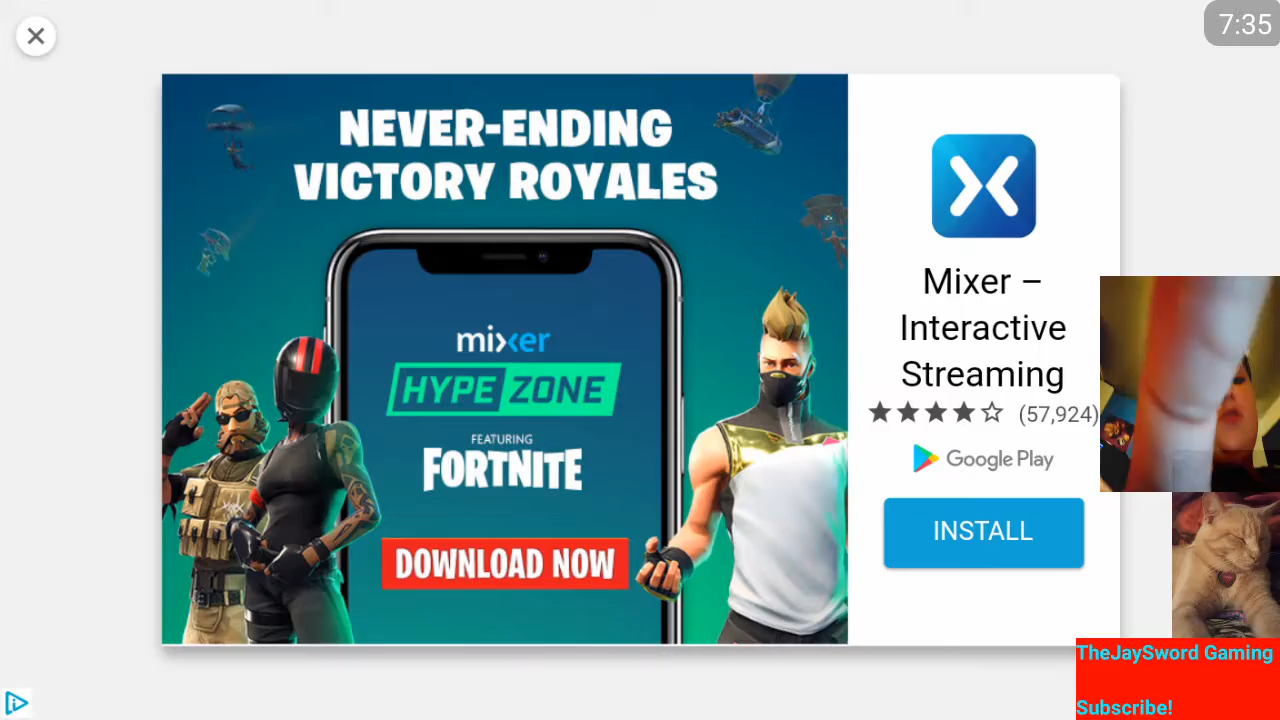 7:35
NEVER-ENDING
VICTORY ROYALES
mixer
HYPE ZONE
FEATURING
FORTNITE
DOWNLOAD NOW
Mixer –
Interactive
Streaming
(57,924)
Google Play
INSTALL
TheJaySword Gaming
Subscribe!